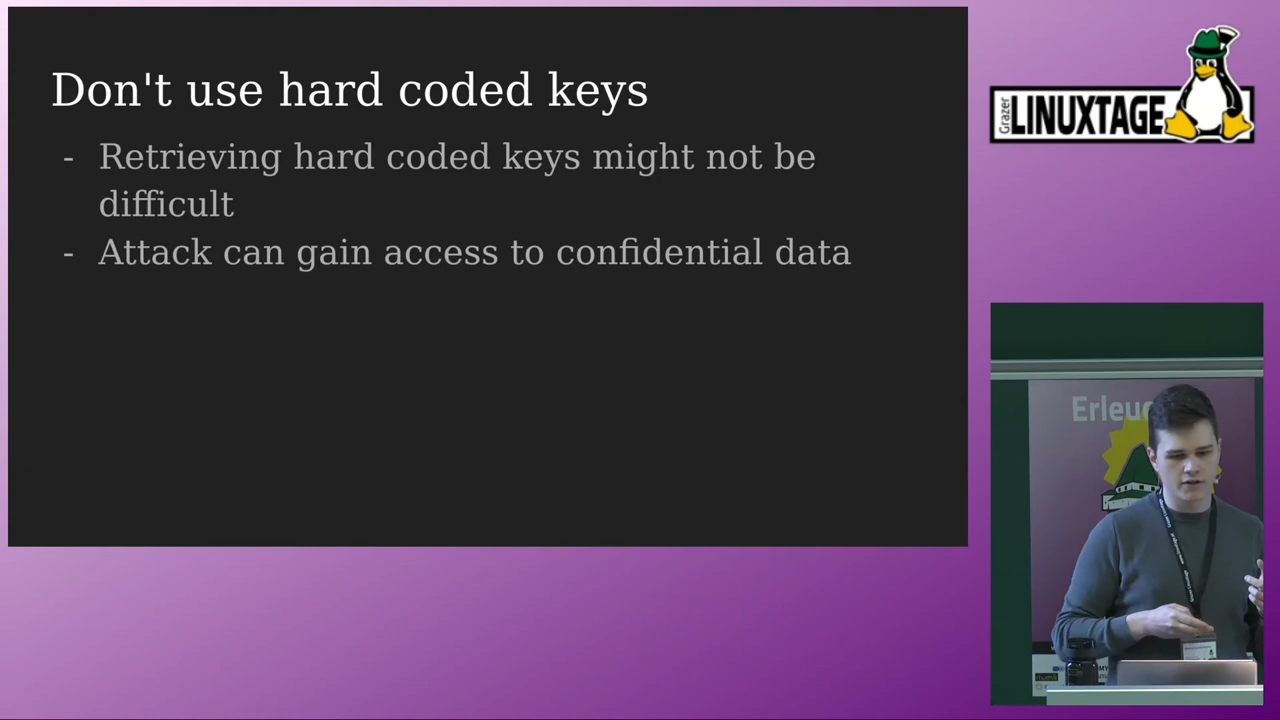 Don't use hard coded keys
- Retrieving hard coded keys might not be
difficult
- Attack can gain access to confidential data
Grazer
LINUXTAGE
Erleuc